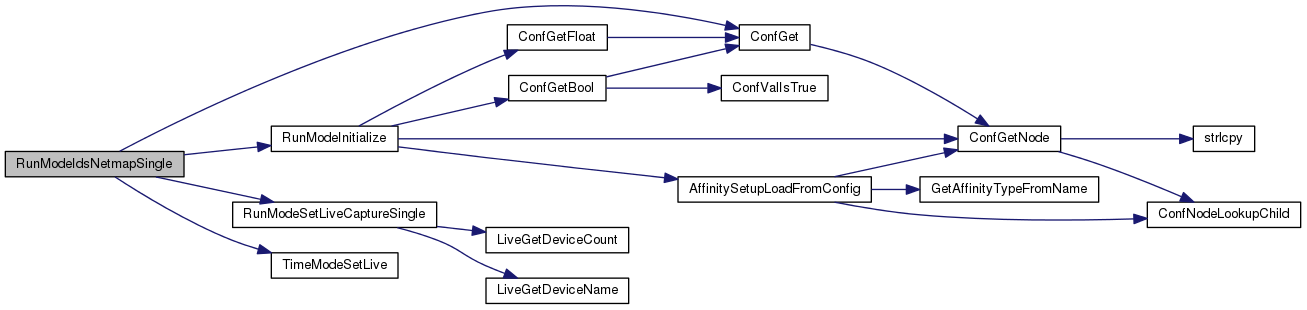 RunModeIdsNetmapSingle
RunModeInitialize
RunModeSetLiveCaptureSingle
TimeModeSetLive
ConfGetFloat
ConfGetBool
ConfGet
ConfValIsTrue
AffinitySetupLoadFromConfig
LiveGetDeviceCount
LiveGetDeviceName
ConfGetNode
GetAffinityTypeFromName
strlcpy
ConfNodeLookupChild